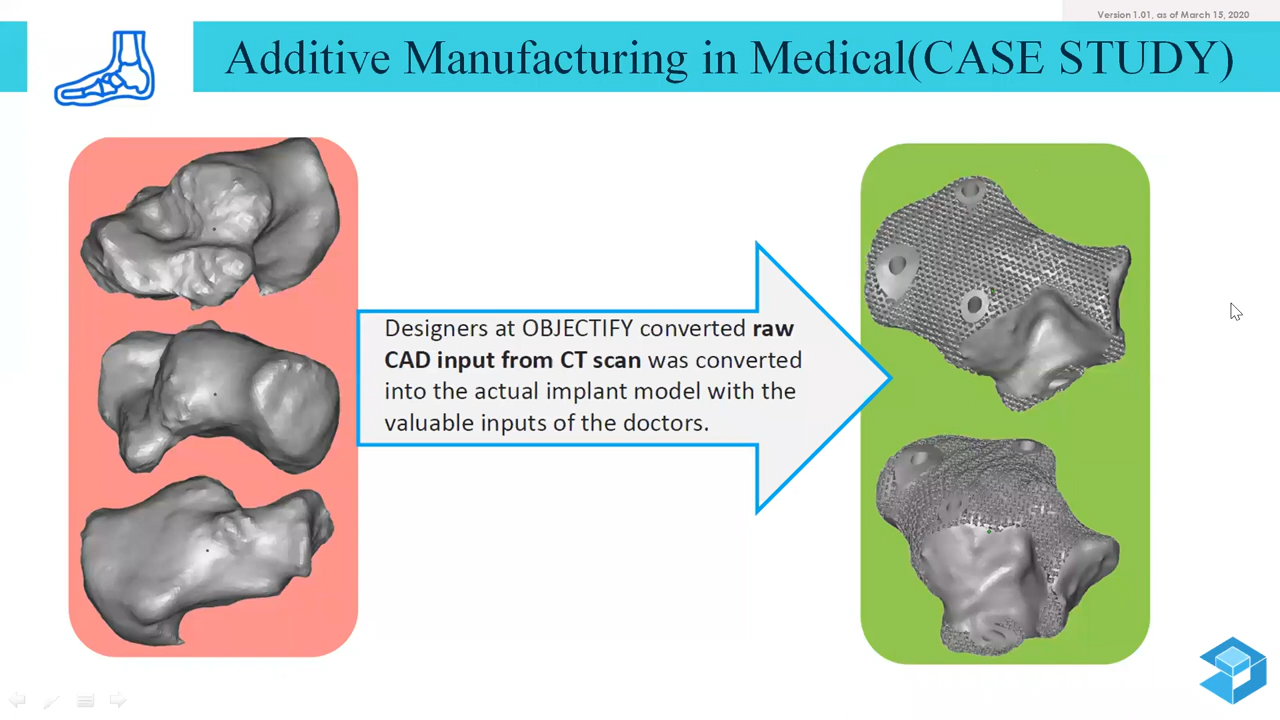 Version 1.01, as of March 15, 2020
Additive Manufacturing in Medical(CASE STUDY)
Designers at OBJECTIFY converted raw
CAD input from CT scan was converted
into the actual implant model with the
valuable inputs of the doctors.